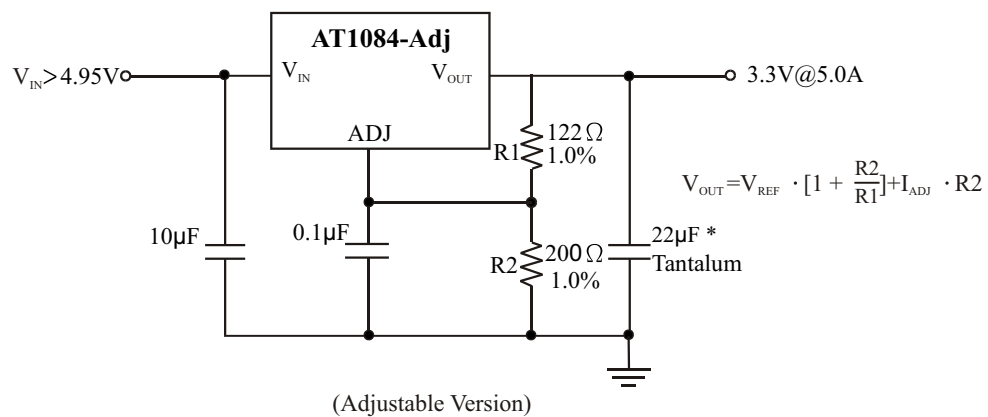 AT1084-Adj
V_IN>4.95V
V_IN
V_OUT
3.3V@5.0A
ADJ
R1
122Ω
1.0%
V_OUT=V_REF · [1 + R2/R1]+I_ADJ · R2
10µF
0.1µF
R2
200Ω
1.0%
22µF *
Tantalum
(Adjustable Version)